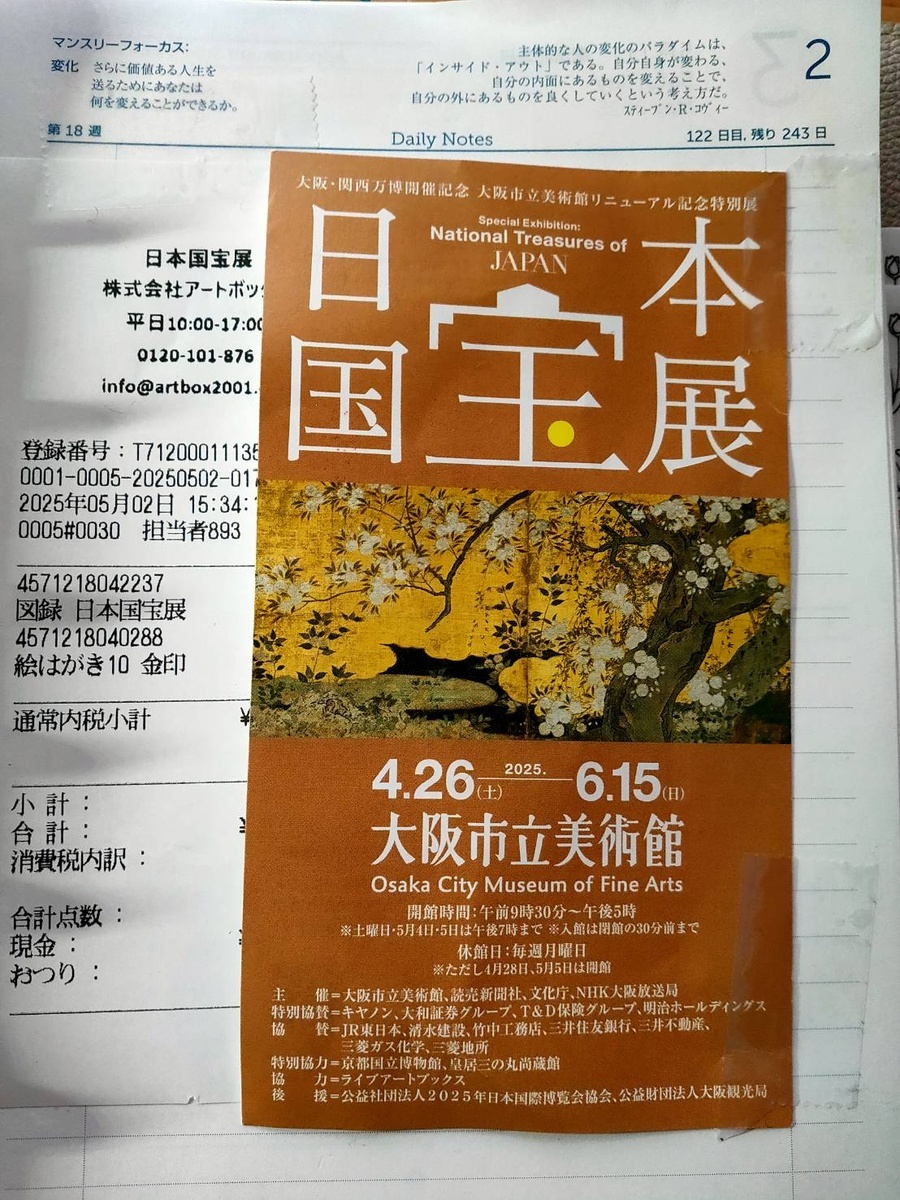 マンスリーフォーカス:
変化 さらに価値ある人生を
送るためにあなたは
何を変えることができるか。
主体的な人の変化のパラダイムは、
「インサイド・アウト」である。自分自身が変わる、
自分の内面にあるものを変えることで、
自分の外にあるものを良くしていくという考え方だ。
スティーブン・R・コヴィー
2
第18週
Daily Notes
122 日目, 残り 243 日
日本国宝展
株式会社アートボック
平日10:00-17:00
0120-101-876
info@artbox2001.
登録番号:T712000111135
0001-0005-20250502-017
2025年05月02日 15:34:
0005#0030 担当者893
4571218042237
図録 日本国宝展
4571218040288
絵はがき10 金印
通常内税小計 ¥
小 計 :
合 計 :
消費税内訳 :
合計点数 :
現金 :
おつり :
大阪・関西万博開催記念 大阪市立美術館リニューアル記念特別展
Special Exhibition:
National Treasures of
JAPAN
日本
国宝展
4.26(土) 2025. 6.15(日)
大阪市立美術館
Osaka City Museum of Fine Arts
開館時間:午前9時30分〜午後5時
※土曜日・5月4日・5日は午後7時まで ※入館は閉館の30分前まで
休館日:毎週月曜日
※ただし4月28日、5月5日は開館
主 催=大阪市立美術館、読売新聞社、文化庁、NHK大阪放送局
特別協賛=キヤノン、大和証券グループ、T&D保険グループ、明治ホールディングス
協 賛=JR東日本、清水建設、竹中工務店、三井住友銀行、三井不動産、
三菱ガス化学、三菱地所
特別協力=京都国立博物館、皇居三の丸尚蔵館
協 力=ライブアートブックス
後 援=公益社団法人2025年日本国際博覧会協会、公益財団法人大阪観光局